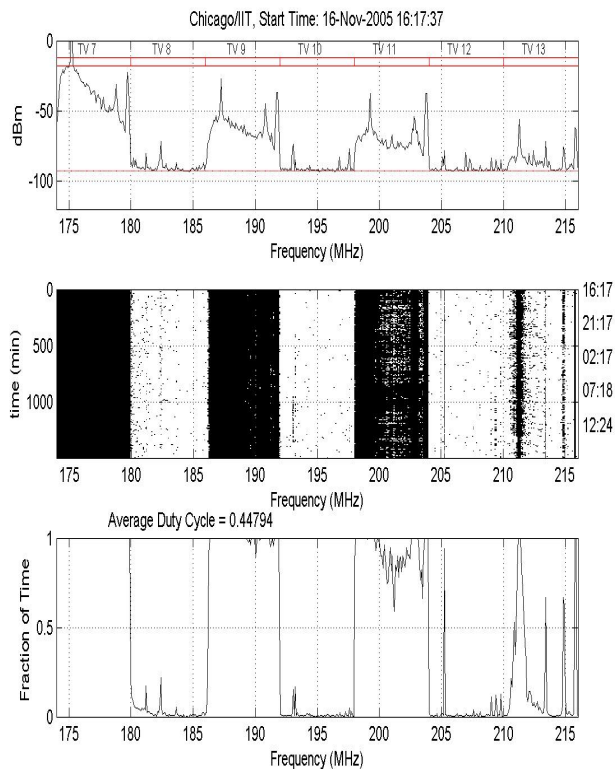 Chicago/IIT, Start Time: 16-Nov-2005 16:17:37
TV 7 TV 8 TV 9 TV 10 TV 11 TV 12 TV 13
0
-50
-100
dBm
175 180 185 190 195 200 205 210 215
Frequency (MHz)
0
500
1000
time (min)
16:17
21:17
02:17
07:18
12:24
175 180 185 190 195 200 205 210 215
Frequency (MHz)
Average Duty Cycle = 0.44794
1
0.5
0
Fraction of Time
175 180 185 190 195 200 205 210 215
Frequency (MHz)